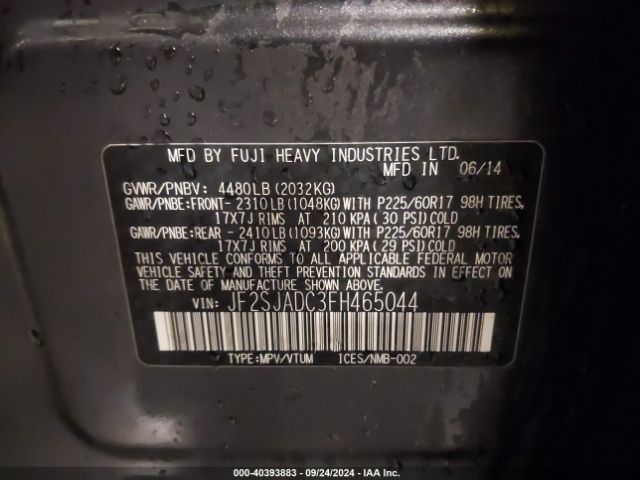 MFD BY FUJI HEAVY INDUSTRIES LTD.
MFD IN 06/14
GVWR/PNBV: 4480LB (2032KG)
GAWR/PNBE:FRONT- 2310LB (1048KG) WITH P225/60R17 98H TIRES,
17X7J RIMS AT 210 KPA ( 30 PSI) COLD
GAWR/PNBE:REAR - 2410LB (1093KG) WITH P225/60R17 98H TIRES,
17X7J RIMS AT 200 KPA ( 29 PSI) COLD
THIS VEHICLE CONFORMS TO ALL APPLICABLE FEDERAL MOTOR
VEHICLE SAFETY AND THEFT PREVENTION STANDARDS IN EFFECT ON
THE DATE OF MANUFACTURE SHOWN ABOVE.
VIN: JF2SJADC3FH465044
TYPE:MPV/VTUM ICES/NMB-002
000-40393883 - 09/24/2024 - IAA Inc.